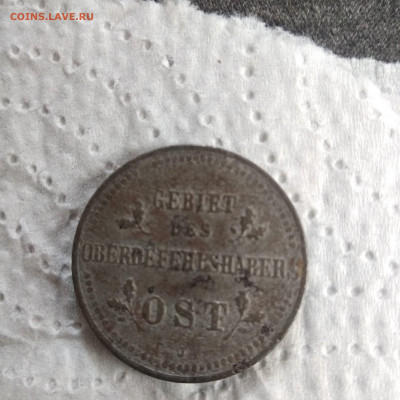 COINS.LAVE.RU
GEBIET
DES
OBERBEFEHLSHABERS
OST
J